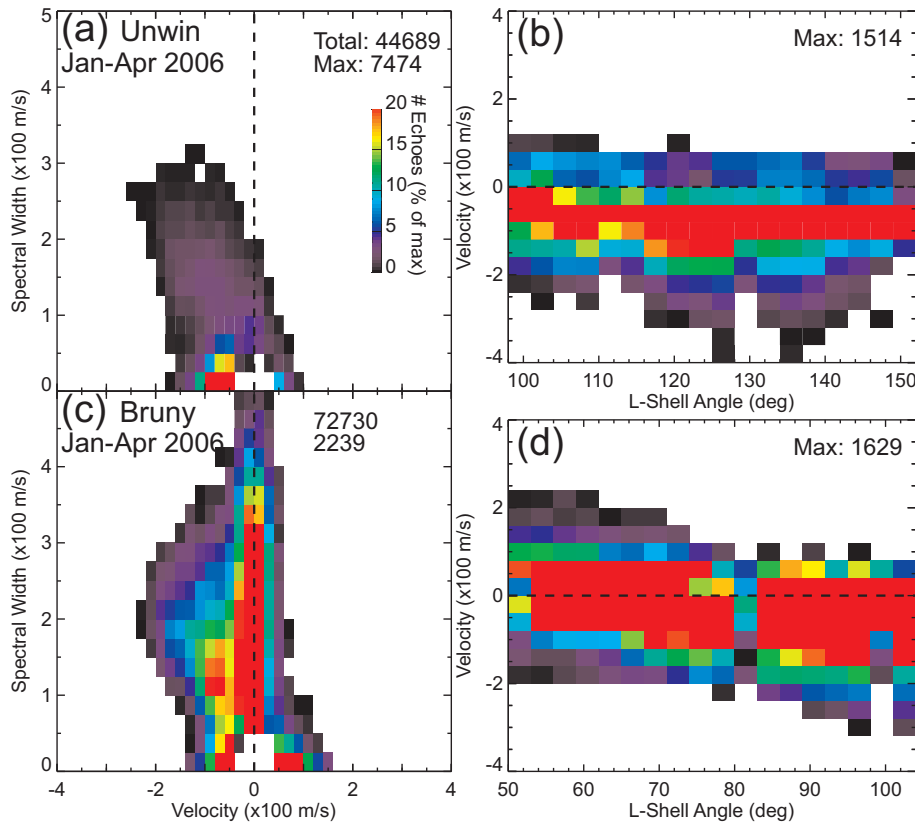 (a) Unwin
Jan-Apr 2006
Total: 44689
Max: 7474
# Echoes (% of max)
20
15
10
5
0
5
4
3
2
1
0
Spectral Width (x100 m/s)
(b)
Max: 1514
4
2
0
-2
-4
Velocity (x100 m/s)
100 110 120 130 140 150
L-Shell Angle (deg)
(c) Bruny
Jan-Apr 2006
72730
2239
4
3
2
1
0
Spectral Width (x100 m/s)
-4 -2 0 2 4
Velocity (x100 m/s)
(d)
Max: 1629
4
2
0
-2
-4
Velocity (x100 m/s)
50 60 70 80 90 100
L-Shell Angle (deg)